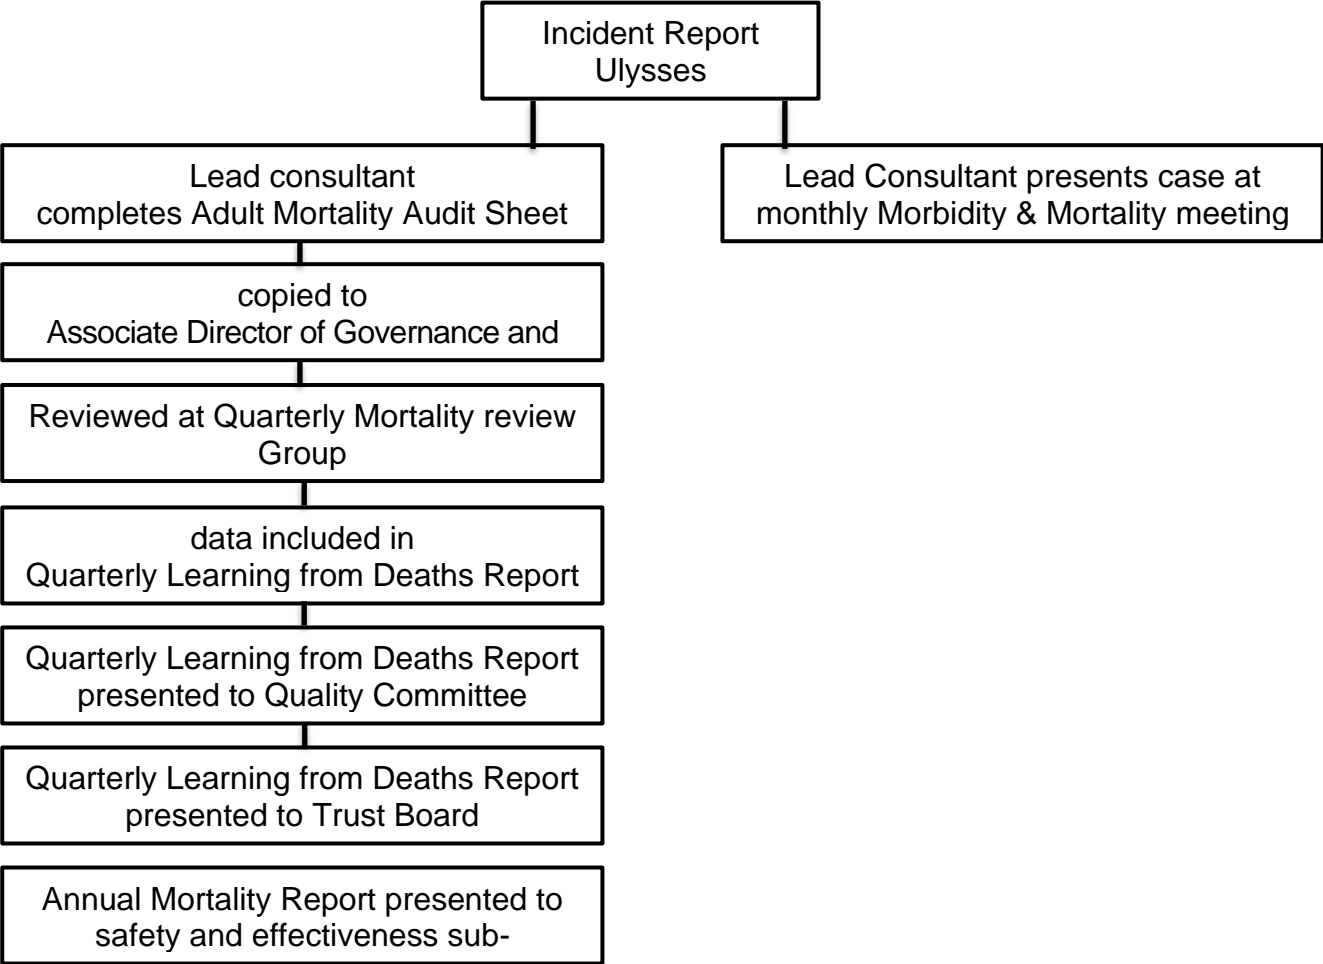 Incident Report
Ulysses
Lead consultant
completes Adult Mortality Audit Sheet
Lead Consultant presents case at
monthly Morbidity & Mortality meeting
copied to
Associate Director of Governance and
Reviewed at Quarterly Mortality review
Group
data included in
Quarterly Learning from Deaths Report
Quarterly Learning from Deaths Report
presented to Quality Committee
Quarterly Learning from Deaths Report
presented to Trust Board
Annual Mortality Report presented to
safety and effectiveness sub-